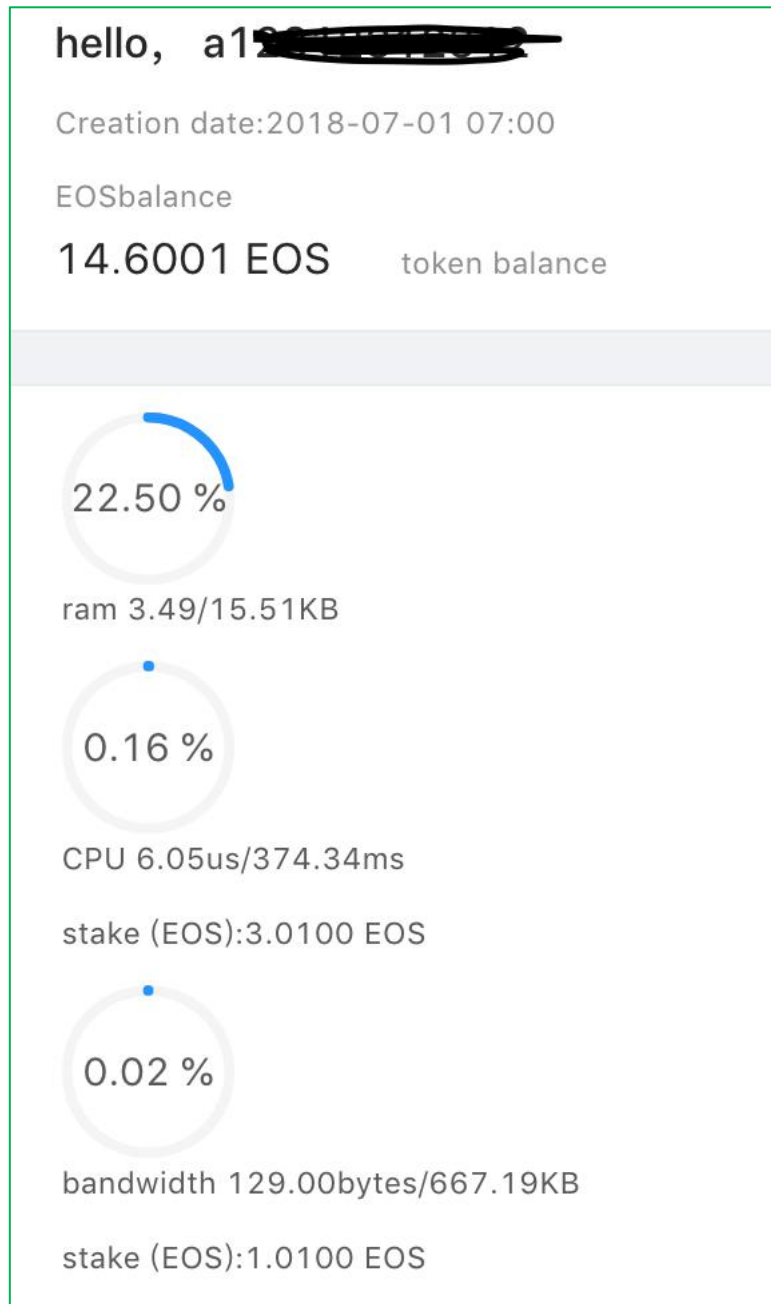 hello, a1
Creation date:2018-07-01 07:00
EOSbalance
14.6001 EOS token balance
22.50 %
ram 3.49/15.51KB
0.16 %
CPU 6.05us/374.34ms
stake (EOS):3.0100 EOS
0.02 %
bandwidth 129.00bytes/667.19KB
stake (EOS):1.0100 EOS